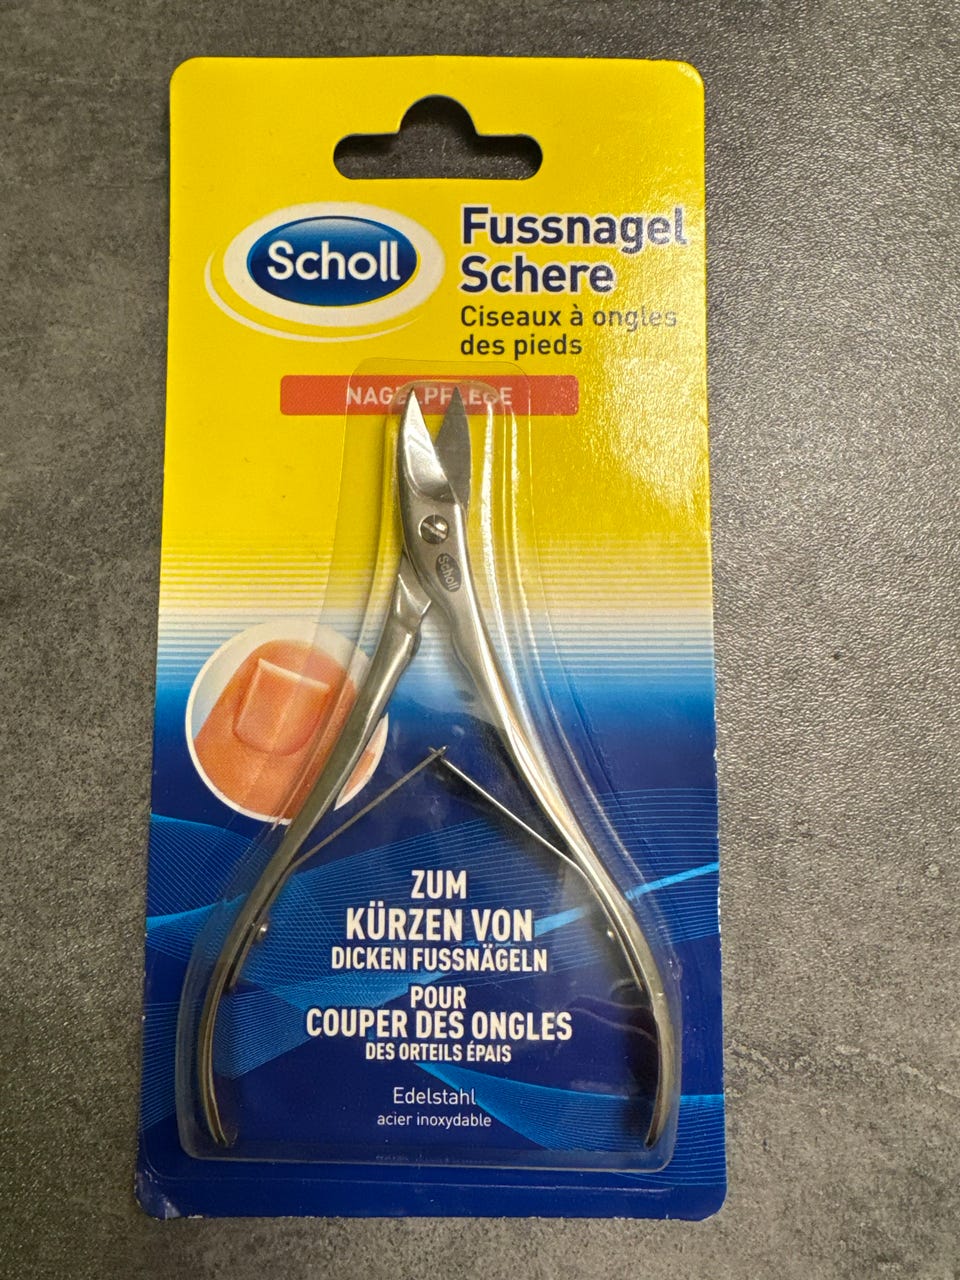 Scholl
Fussnagel
Schere
Ciseaux à ongles
des pieds
NAGELPFLEGE
Scholl
ZUM
KÜRZEN VON
DICKEN FUSSNÄGELN
POUR
COUPER DES ONGLES
DES ORTEILS ÉPAIS
Edelstahl
acier inoxydable